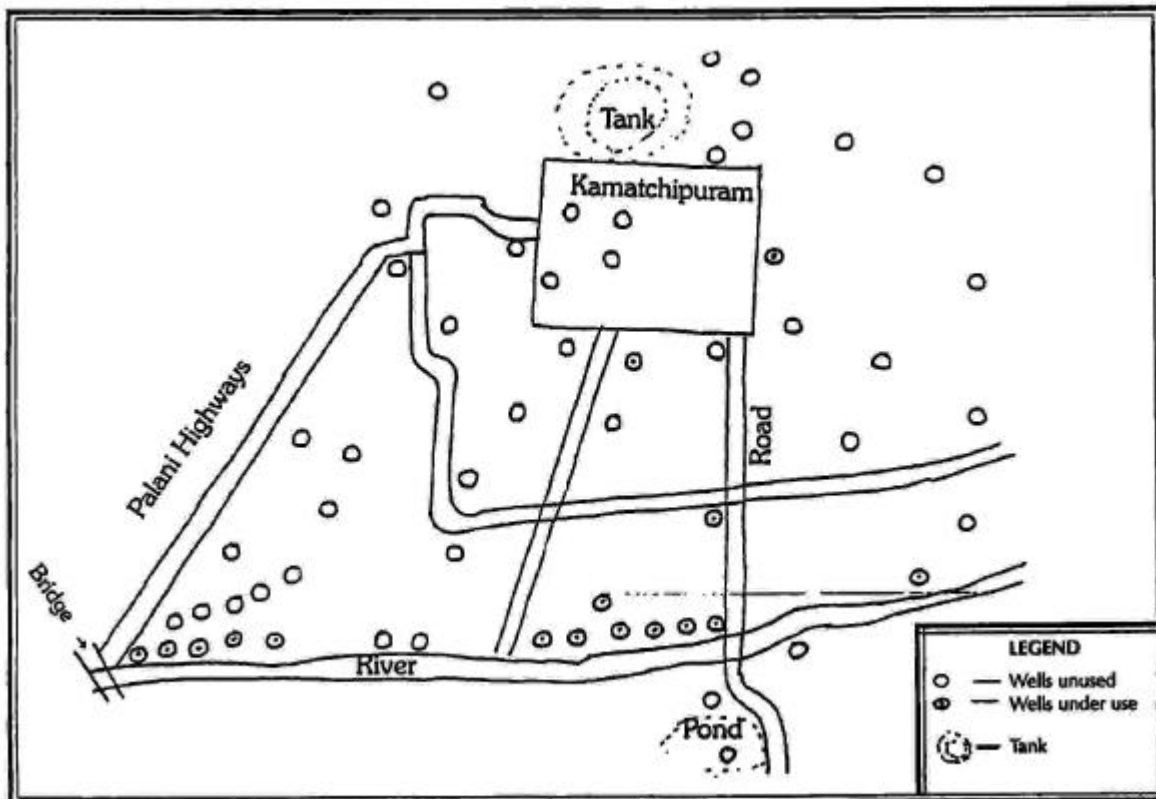 Tank
Kamatchipuram
Palani Highways
Road
Bridge
River
Pond
LEGEND
Wells unused
Wells under use
Tank